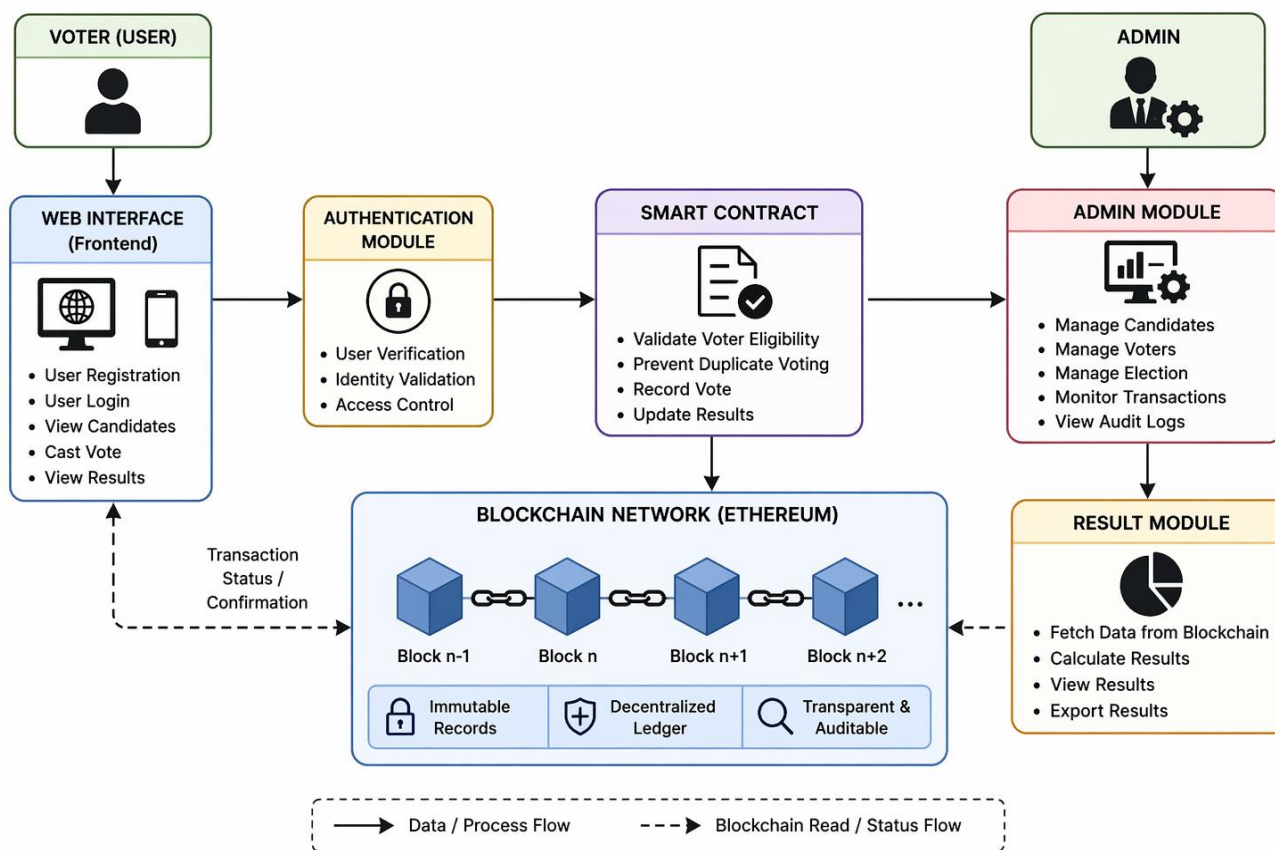 VOTER (USER)
ADMIN
WEB INTERFACE
(Frontend)
• User Registration
• User Login
• View Candidates
• Cast Vote
• View Results
AUTHENTICATION
MODULE
• User Verification
• Identity Validation
• Access Control
SMART CONTRACT
• Validate Voter Eligibility
• Prevent Duplicate Voting
• Record Vote
• Update Results
ADMIN MODULE
• Manage Candidates
• Manage Voters
• Manage Election
• Monitor Transactions
• View Audit Logs
Transaction
Status /
Confirmation
BLOCKCHAIN NETWORK (ETHEREUM)
...
Block n-1
Block n
Block n+1
Block n+2
Immutable
Records
Decentralized
Ledger
Transparent &
Auditable
RESULT MODULE
• Fetch Data from Blockchain
• Calculate Results
• View Results
• Export Results
Data / Process Flow
Blockchain Read / Status Flow